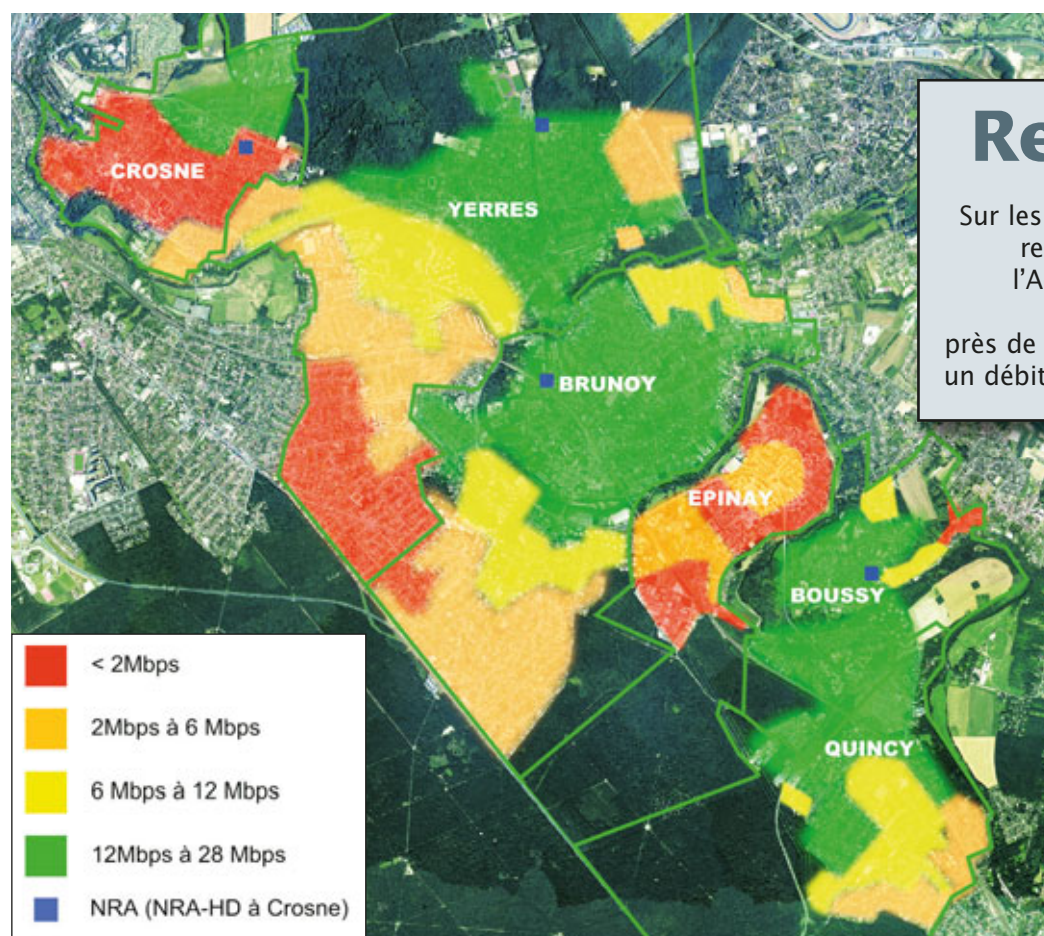 CROSNE
YERRES
BRUNOY
EPINAY
BOUSSY
QUINCY
Re
Sur les
re
l'A
près de
un débit
< 2Mbps
2Mbps à 6 Mbps
6 Mbps à 12 Mbps
12Mbps à 28 Mbps
NRA (NRA-HD à Crosne)